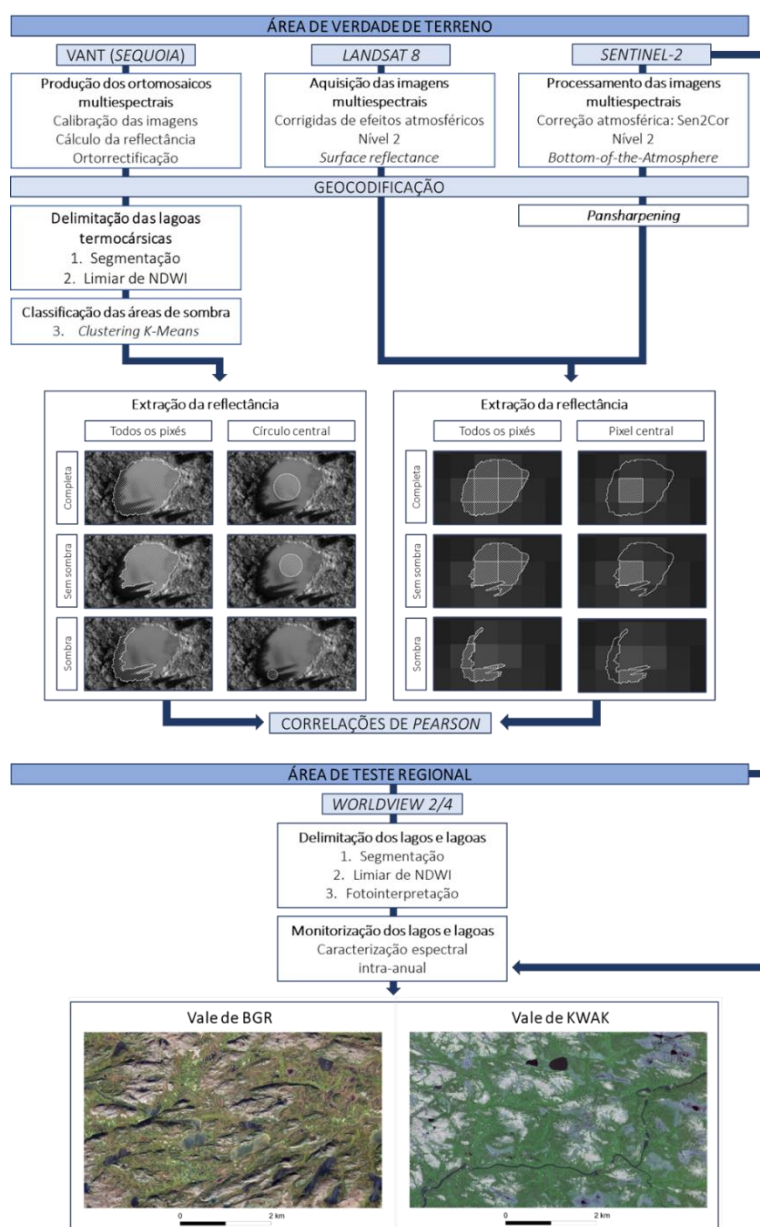 ÁREA DE VERDADE DE TERRENO
VANT (SEQUOIA)
Produção dos ortomosaicos
multiespectrais
Calibração das imagens
Cálculo da reflectância
Ortorrectificação
LANDSAT 8
Aquisição das imagens
multiespectrais
Corrigidas de efeitos atmosféricos
Nível 2
Surface reflectance
SENTINEL-2
Processamento das imagens
multiespectrais
Correção atmosférica: Sen2Cor
Nível 2
Bottom-of-the-Atmosphere
GEOCODIFICAÇÃO
Delimitação das lagoas
termocársicas
1. Segmentação
2. Limiar de NDWI
Pansharpening
Classificação das áreas de sombra
3. Clustering K-Means
Extração da reflectância
Todos os pixés
Círculo central
Completa
Sem sombra
Sombra
Extração da reflectância
Todos os pixés
Pixel central
Completa
Sem sombra
Sombra
CORRELAÇÕES DE PEARSON
ÁREA DE TESTE REGIONAL
WORLDVIEW 2/4
Delimitação dos lagos e lagoas
1. Segmentação
2. Limiar de NDWI
3. Fotointerpretação
Monitorização dos lagos e lagoas
Caracterização espectral
intra-anual
Vale de BGR
0 2 km
Vale de KWAK
0 2 km